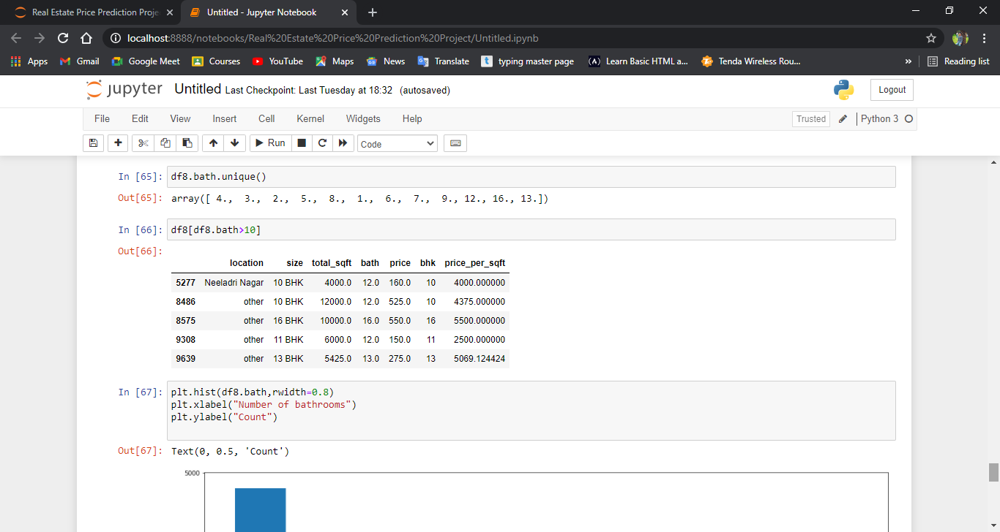 Real Estate Price Prediction Proje
Untitled - Jupyter Notebook
localhost:8888/notebooks/Real%20Estate%20Price%20Prediction%20Project/Untitled.ipynb
Apps Gmail Google Meet Courses YouTube Maps News Translate t typing master page (A) Learn Basic HTML a... Tenda Wireless Rou... » Reading list
jupyter Untitled Last Checkpoint: Last Tuesday at 18:32 (autosaved) Logout
File Edit View Insert Cell Kernel Widgets Help Trusted Python 3
Run Code
In [65]: df8.bath.unique()
Out[65]: array([ 4., 3., 2., 5., 8., 1., 6., 7., 9., 12., 16., 13.])
In [66]: df8[df8.bath>10]
Out[66]:
location size total_sqft bath price bhk price_per_sqft
5277 Neeladri Nagar 10 BHK 4000.0 12.0 160.0 10 4000.000000
8486 other 10 BHK 12000.0 12.0 525.0 10 4375.000000
8575 other 16 BHK 10000.0 16.0 550.0 16 5500.000000
9308 other 11 BHK 6000.0 12.0 150.0 11 2500.000000
9639 other 13 BHK 5425.0 13.0 275.0 13 5069.124424
In [67]: plt.hist(df8.bath,rwidth=0.8)
plt.xlabel("Number of bathrooms")
plt.ylabel("Count")
Out[67]: Text(0, 0.5, 'Count')
5000